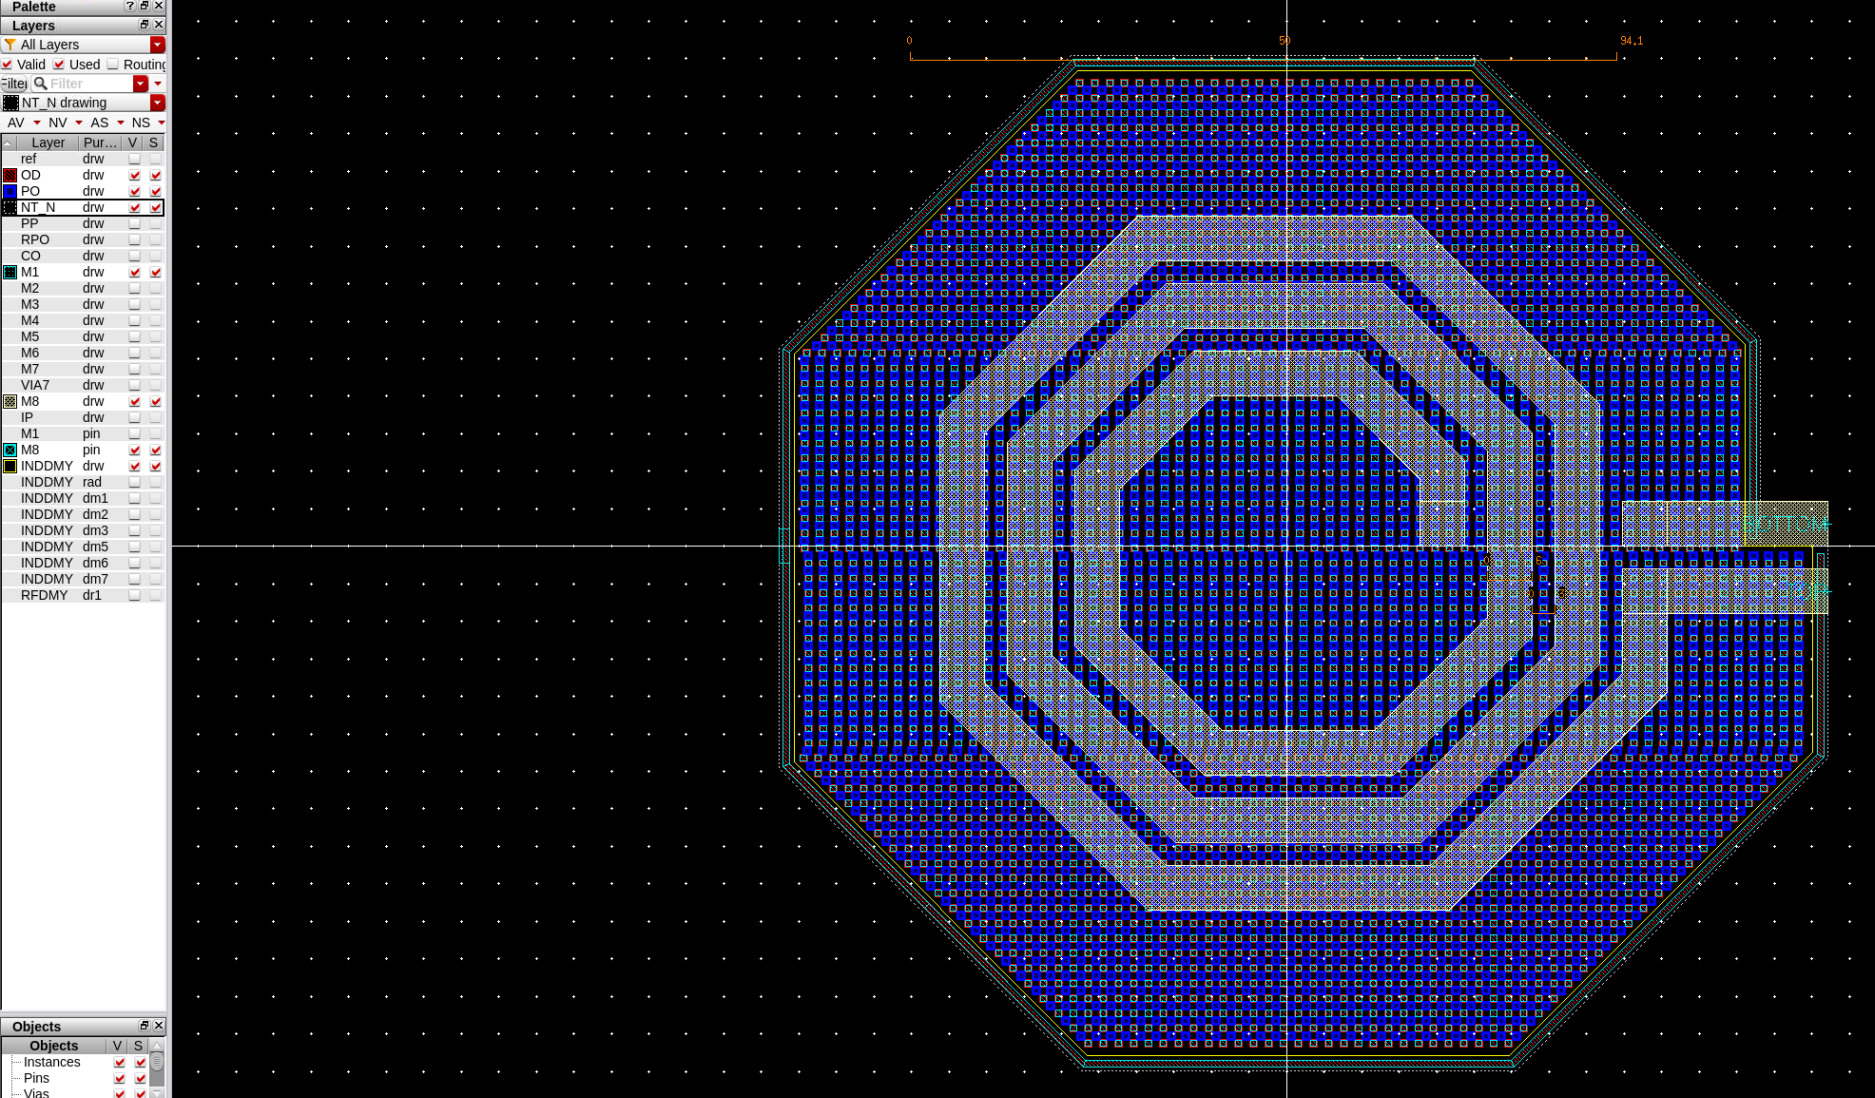 Palette
Layers
All Layers
Valid Used Routing
Filter Filter
NT_N drawing
AV NV AS NS
Layer Pur... V S
ref drw
OD drw
PO drw
NT_N drw
PP drw
RPO drw
CO drw
M1 drw
M2 drw
M3 drw
M4 drw
M5 drw
M6 drw
M7 drw
VIA7 drw
M8 drw
IP drw
M1 pin
M8 pin
INDDMY drw
INDDMY rad
INDDMY dm1
INDDMY dm2
INDDMY dm3
INDDMY dm5
INDDMY dm6
INDDMY dm7
RFDMY dr1
Objects
Objects V S
Instances
Pins
Vias
0 50 94.1
BOTTOM